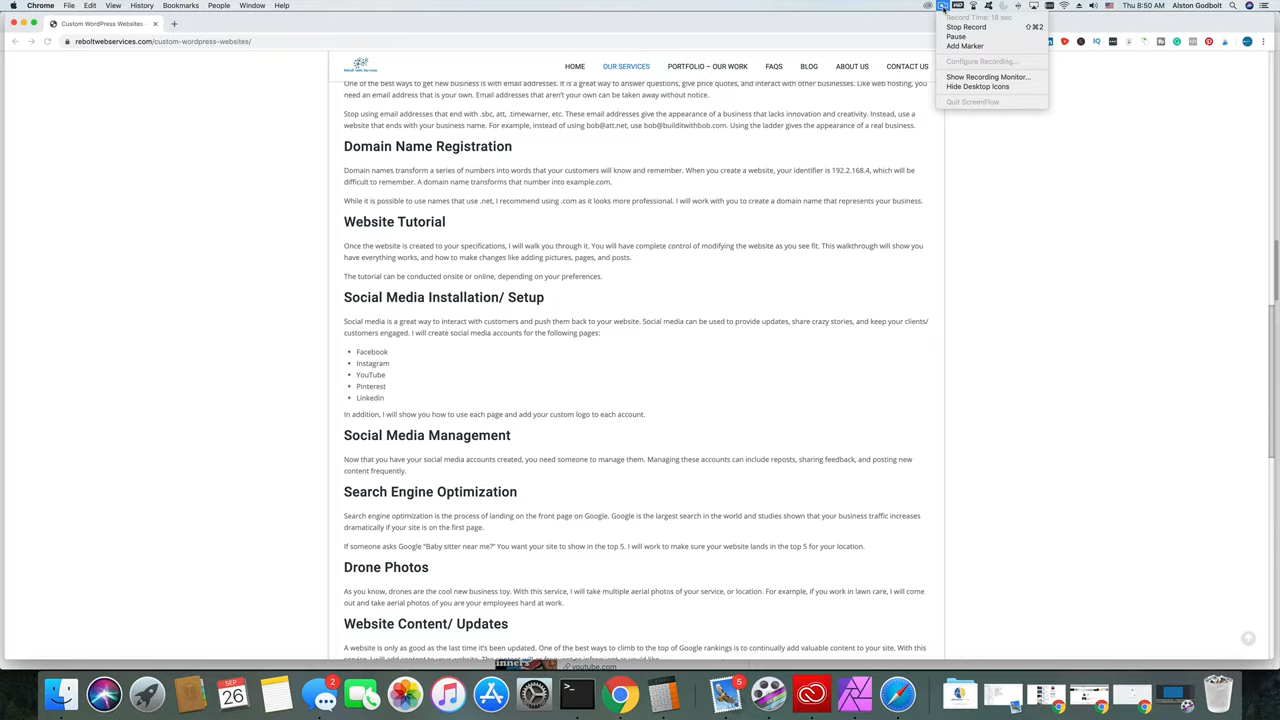 Chrome File Edit View History Bookmarks People Window Help Thu 8:50 AM Alston Godbolt
Custom WordPress Websites -
reboltwebservices.com/custom-wordpress-websites/
Record Time: 18 sec
Stop Record ⇧⌘2
Pause
Add Marker
Configure Recording...
Show Recording Monitor...
Hide Desktop Icons
Quit ScreenFlow
HOME OUR SERVICES PORTFOLIO – OUR WORK FAQS BLOG ABOUT US CONTACT US
One of the best ways to get new business is with email addresses. It is a great way to answer questions, give price quotes, and interact with other businesses. Like web hosting, you
need an email address that is your own. Email addresses that aren't your own can be taken away without notice.
Stop using email addresses that end with .sbc, att, .timewarner, etc. These email addresses give the appearance of a business that lacks innovation and creativity. Instead, use a
website that ends with your business name. For example, instead of using bob@att.net, use bob@builditwithbob.com. Using the ladder gives the appearance of a real business.
Domain Name Registration
Domain names transform a series of numbers into words that your customers will know and remember. When you create a website, your identifier is 192.2.168.4, which will be
difficult to remember. A domain name transforms that number into example.com.
While it is possible to use names that use .net, I recommend using .com as it looks more professional. I will work with you to create a domain name that represents your business.
Website Tutorial
Once the website is created to your specifications, I will walk you through it. You will have complete control of modifying the website as you see fit. This walkthrough will show you
have everything works, and how to make changes like adding pictures, pages, and posts.
The tutorial can be conducted onsite or online, depending on your preferences.
Social Media Installation/ Setup
Social media is a great way to interact with customers and push them back to your website. Social media can be used to provide updates, share crazy stories, and keep your clients/
customers engaged. I will create social media accounts for the following pages:
• Facebook
• Instagram
• YouTube
• Pinterest
• Linkedin
In addition, I will show you how to use each page and add your custom logo to each account.
Social Media Management
Now that you have your social media accounts created, you need someone to manage them. Managing these accounts can include reposts, sharing feedback, and posting new
content frequently.
Search Engine Optimization
Search engine optimization is the process of landing on the front page on Google. Google is the largest search in the world and studies shown that your business traffic increases
dramatically if your site is on the first page.
If someone asks Google "Baby sitter near me?" You want your site to show in the top 5. I will work to make sure your website lands in the top 5 for your location.
Drone Photos
As you know, drones are the cool new business toy. With this service, I will take multiple aerial photos of your service, or location. For example, if you work in lawn care, I will come
out and take aerial photos of you are your employees hard at work.
Website Content/ Updates
A website is only as good as the last time it's been updated. One of the best ways to climb to the top of Google rankings is to continually add valuable content to your site. With this
youtube.com
SEP
26
2
5